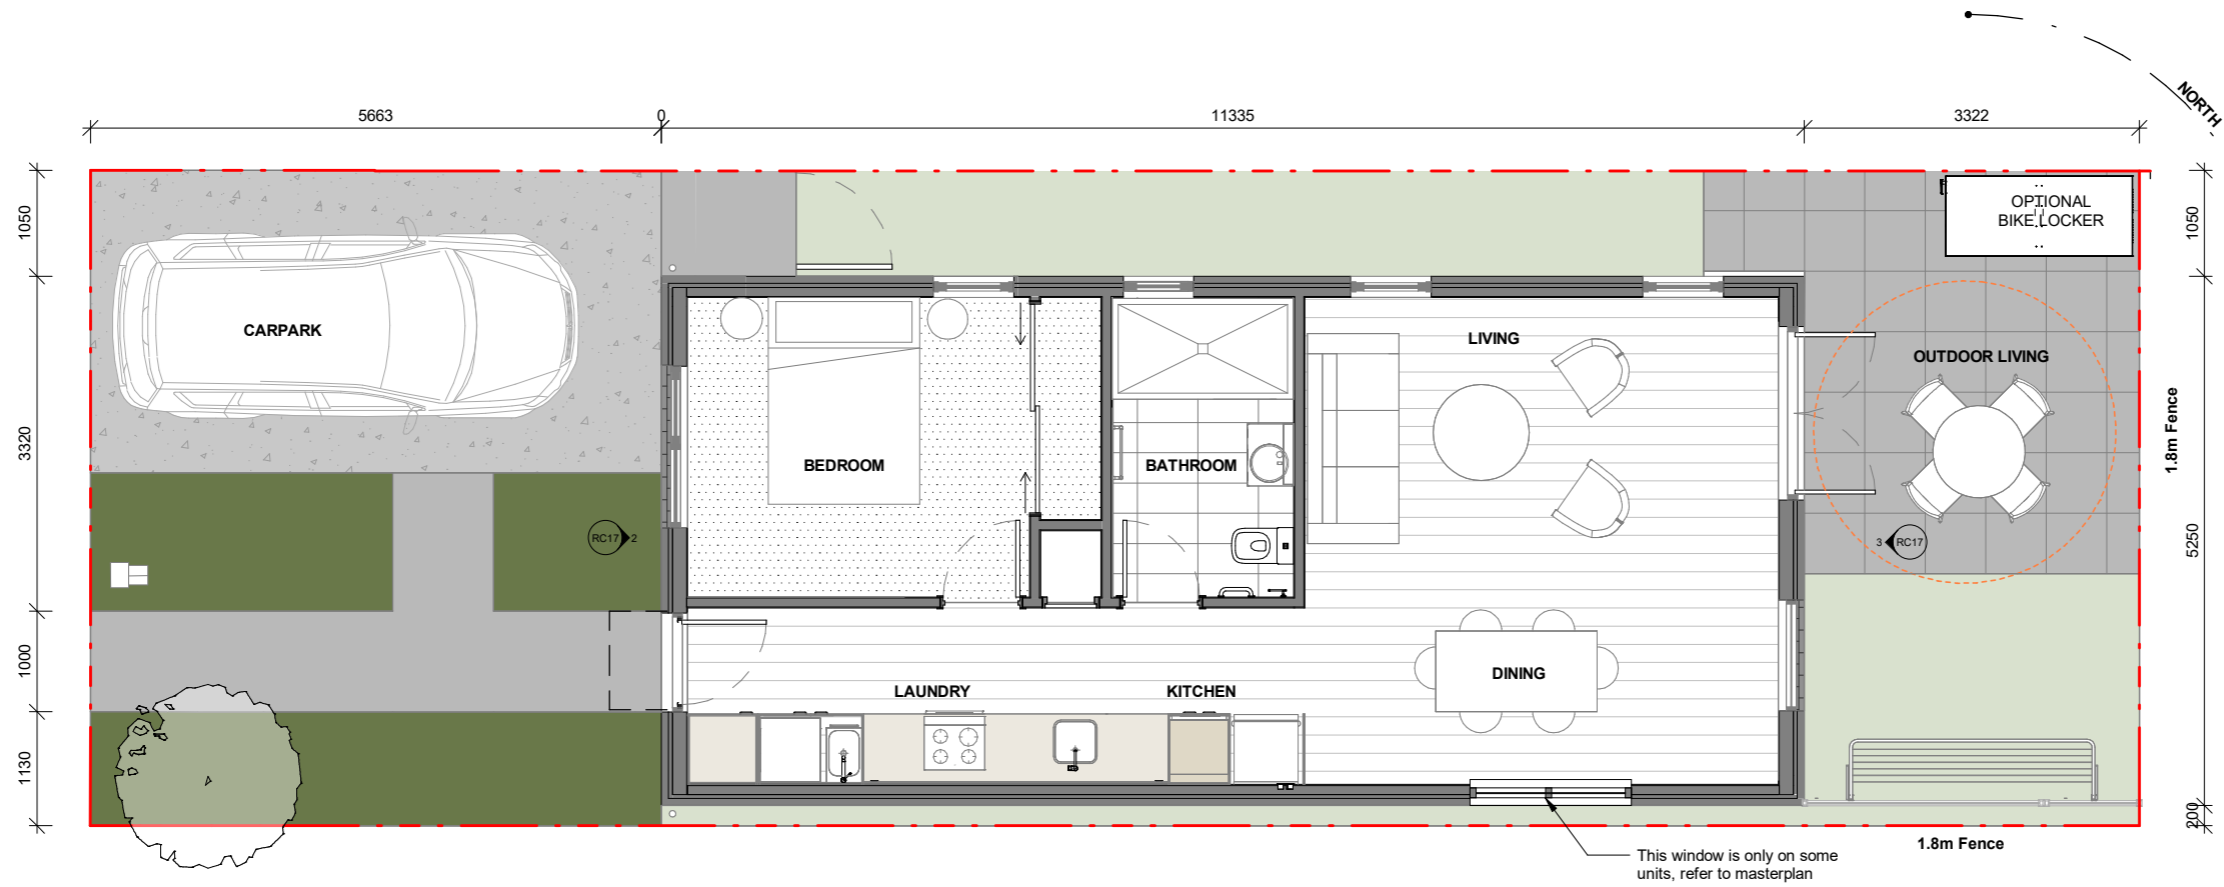 NORTH
5663
0
11335
3322
1050
3320
1000
1130
1050
5250
200
CARPARK
BEDROOM
BATHROOM
LIVING
OUTDOOR LIVING
OPTIONAL
BIKE LOCKER
1.8m Fence
RC17
2
3
RC17
LAUNDRY
KITCHEN
DINING
1.8m Fence
This window is only on some
units, refer to masterplan